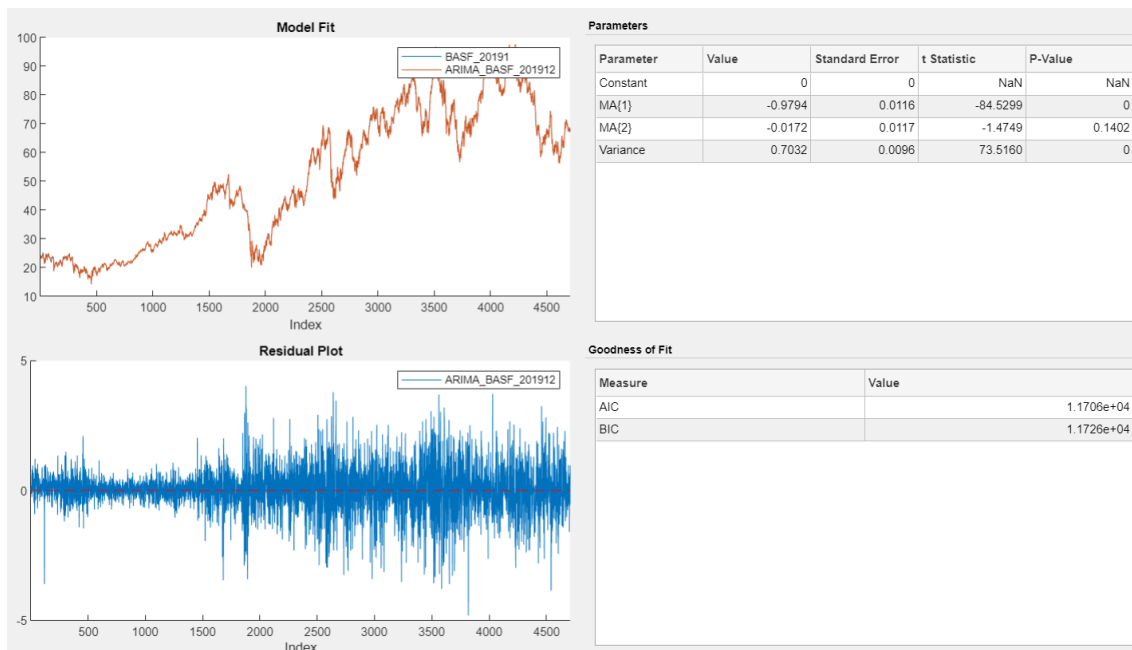 Model Fit
100
90
80
70
60
50
40
30
20
10
BASF_20191
ARIMA_BASF_201912
500 1000 1500 2000 2500 3000 3500 4000 4500
Index
Residual Plot
5
0
-5
ARIMA_BASF_201912
500 1000 1500 2000 2500 3000 3500 4000 4500
Index
Parameters
Parameter Value Standard Error t Statistic P-Value
Constant 0 0 NaN NaN
MA{1} -0.9794 0.0116 -84.5299 0
MA{2} -0.0172 0.0117 -1.4749 0.1402
Variance 0.7032 0.0096 73.5160 0
Goodness of Fit
Measure Value
AIC 1.1706e+04
BIC 1.1726e+04